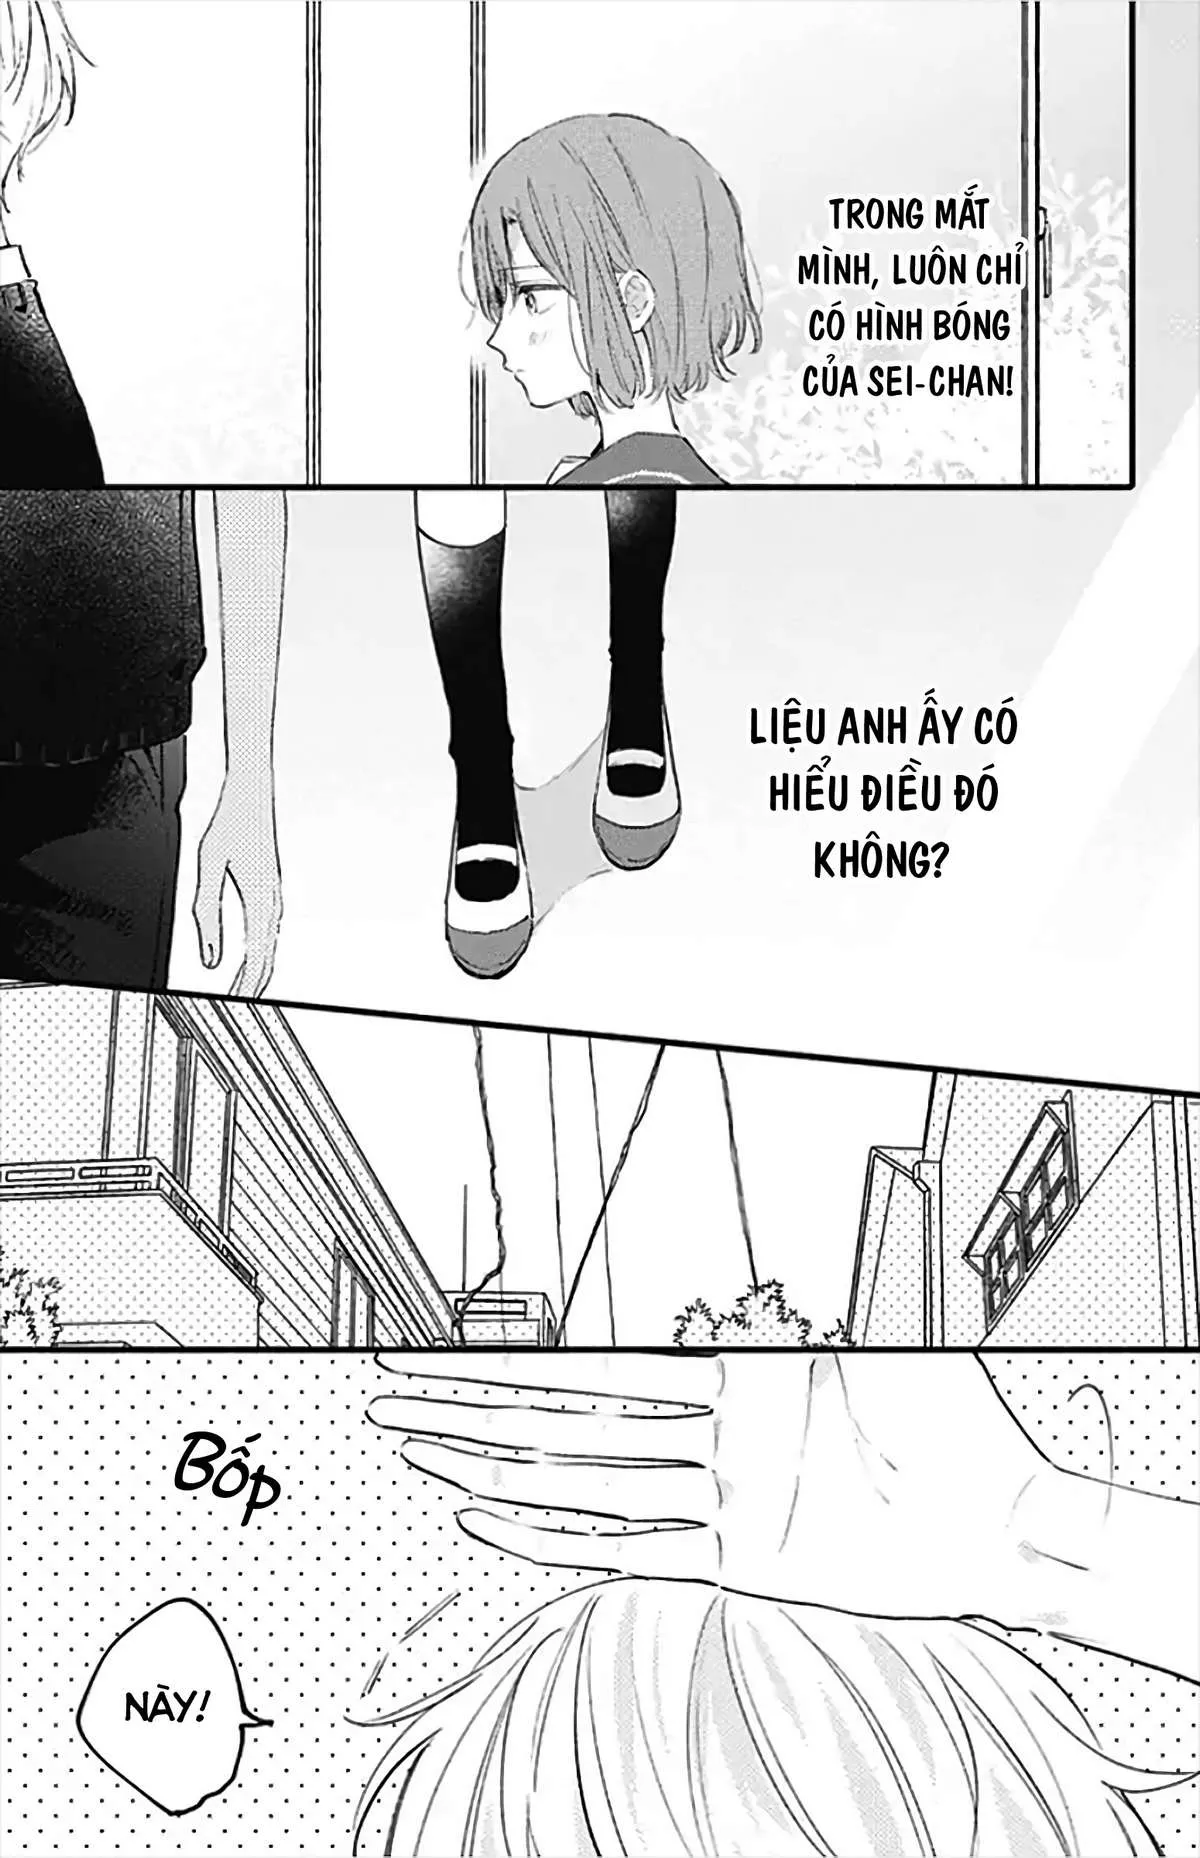 TRONG MẮT
MÌNH, LUÔN CHỈ
CÓ HÌNH BÓNG
CỦA SEI-CHAN!
LIỆU ANH ẤY CÓ
HIỂU ĐIỀU ĐÓ
KHÔNG?
BỐP
NÀY!